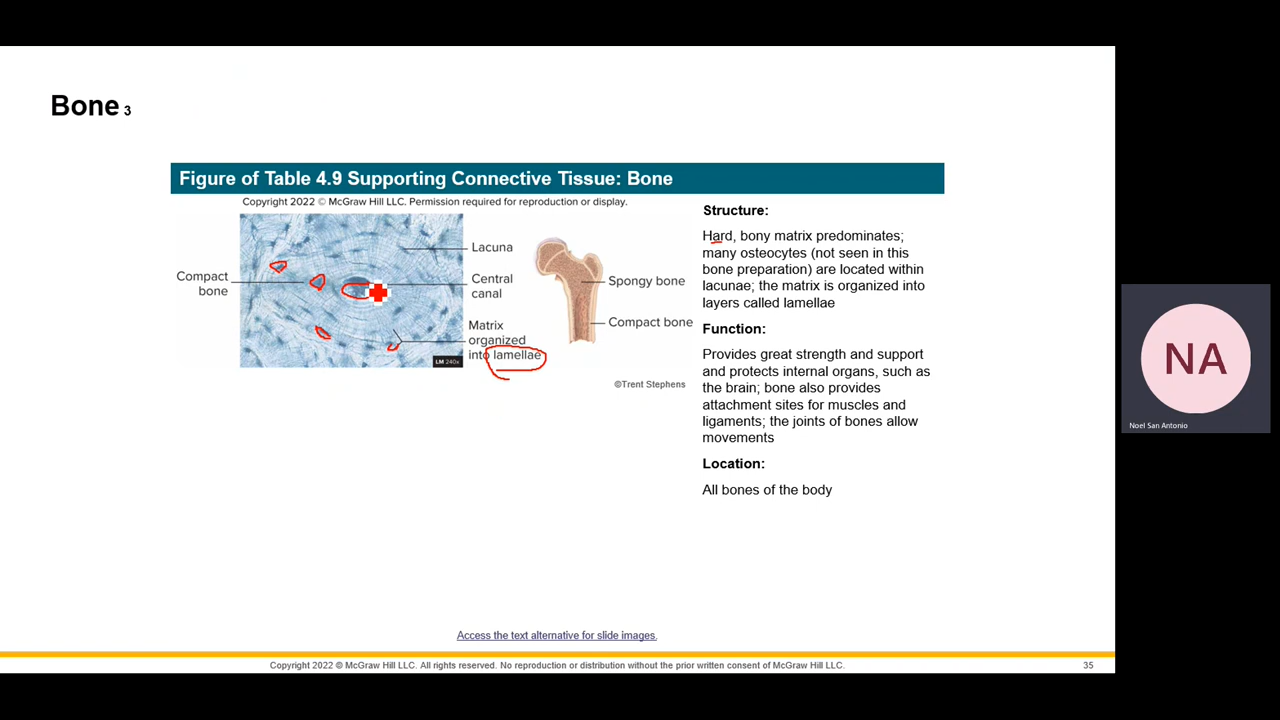 Bone 3
Figure of Table 4.9 Supporting Connective Tissue: Bone
Copyright 2022 © McGraw Hill LLC. Permission required for reproduction or display.
Compact
bone
Lacuna
Central
canal
Matrix
organized
into lamellae
LM 240x
Spongy bone
Compact bone
©Trent Stephens
Structure:
Hard, bony matrix predominates;
many osteocytes (not seen in this
bone preparation) are located within
lacunae; the matrix is organized into
layers called lamellae
Function:
Provides great strength and support
and protects internal organs, such as
the brain; bone also provides
attachment sites for muscles and
ligaments; the joints of bones allow
movements
Location:
All bones of the body
NA
Noel San Antonio
Access the text alternative for slide images.
Copyright 2022 © McGraw Hill LLC. All rights reserved. No reproduction or distribution without the prior written consent of McGraw Hill LLC.
35